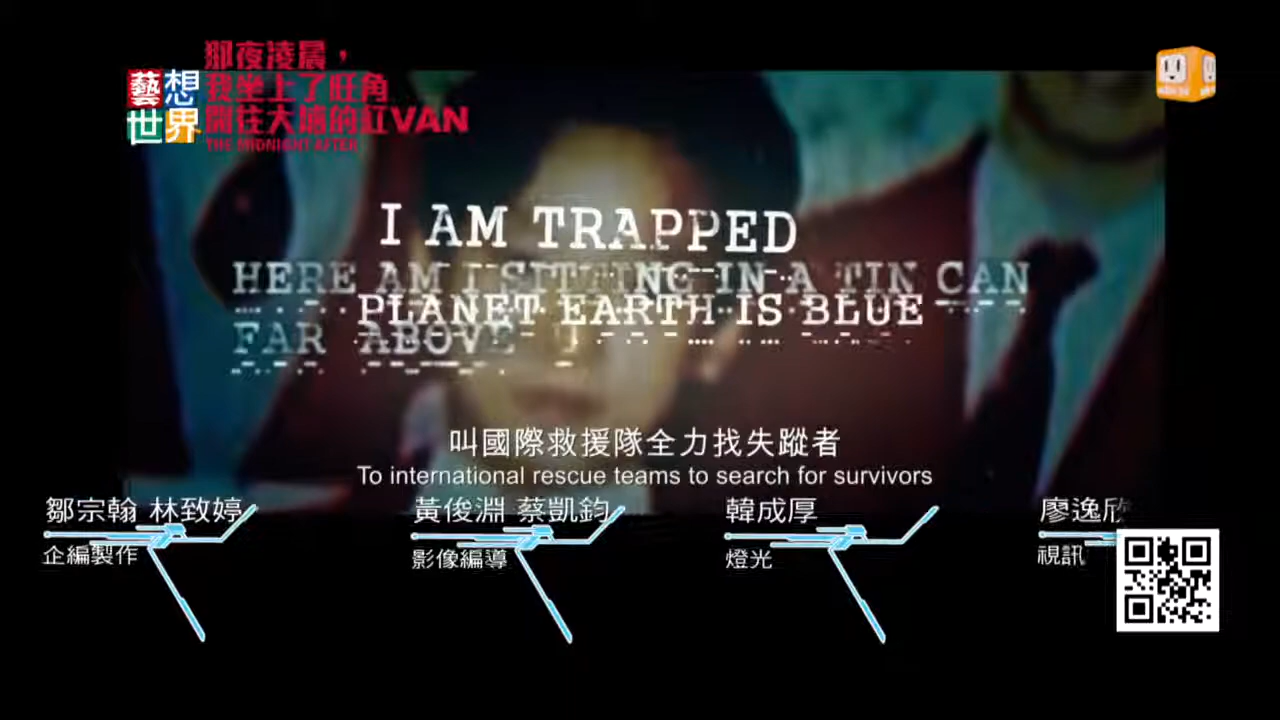 藝想世界
那夜凌晨，
我坐上了旺角
開往大埔的紅VAN
THE MIDNIGHT AFTER
I AM TRAPPED
HERE AM I SITTING IN A TIN CAN
PLANET EARTH IS BLUE
FAR ABOVE
叫國際救援隊全力找失蹤者
To international rescue teams to search for survivors
鄒宗翰 林致婷
企編製作
黃俊淵 蔡凱鈞
影像編導
韓成厚
燈光
廖逸欣
視訊